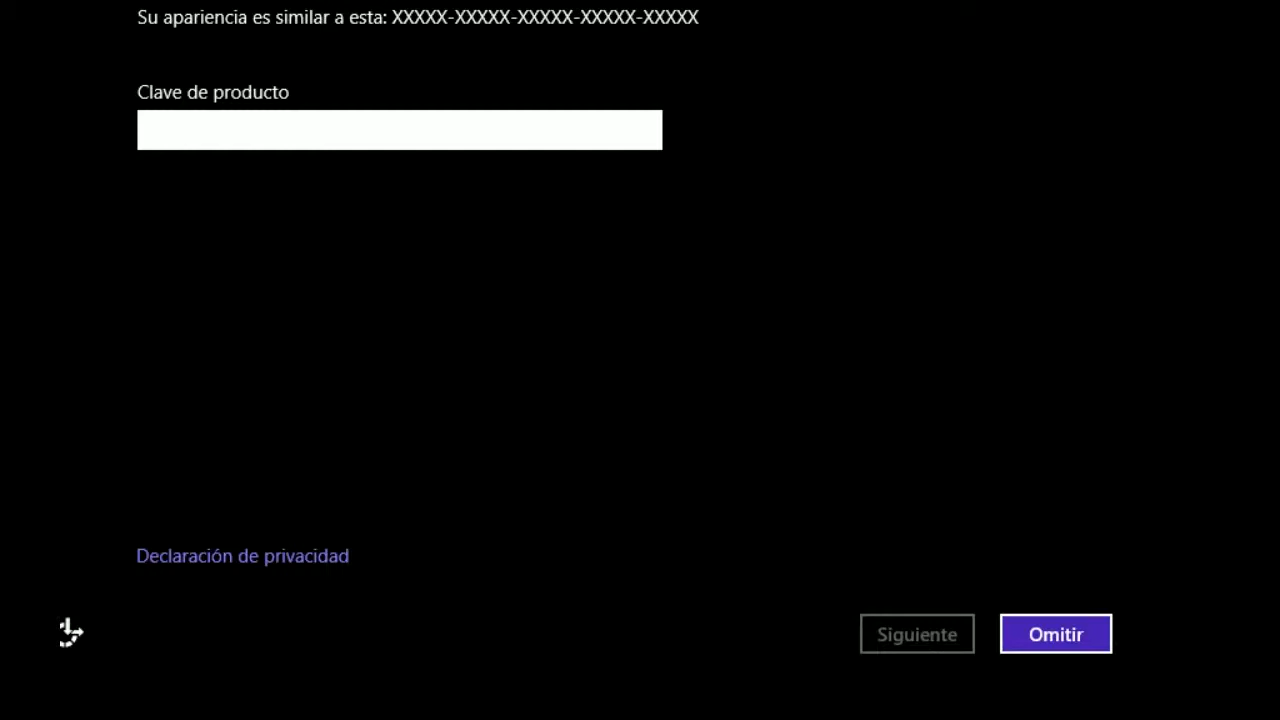 Su apariencia es similar a esta: XXXXX-XXXXX-XXXXX-XXXXX-XXXXX
Clave de producto
Declaración de privacidad
Siguiente
Omitir